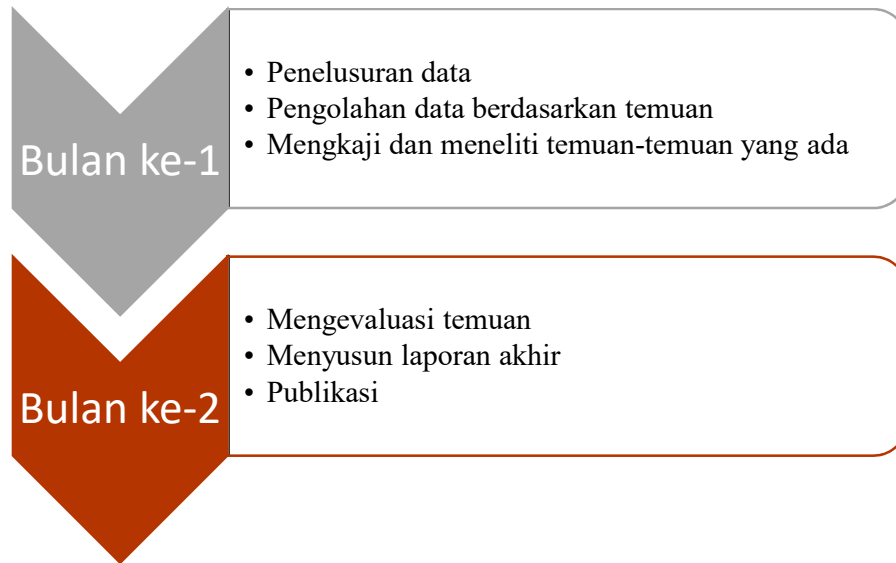 Bulan ke-1
• Penelusuran data
• Pengolahan data berdasarkan temuan
• Mengkaji dan meneliti temuan-temuan yang ada
Bulan ke-2
• Mengevaluasi temuan
• Menyusun laporan akhir
• Publikasi